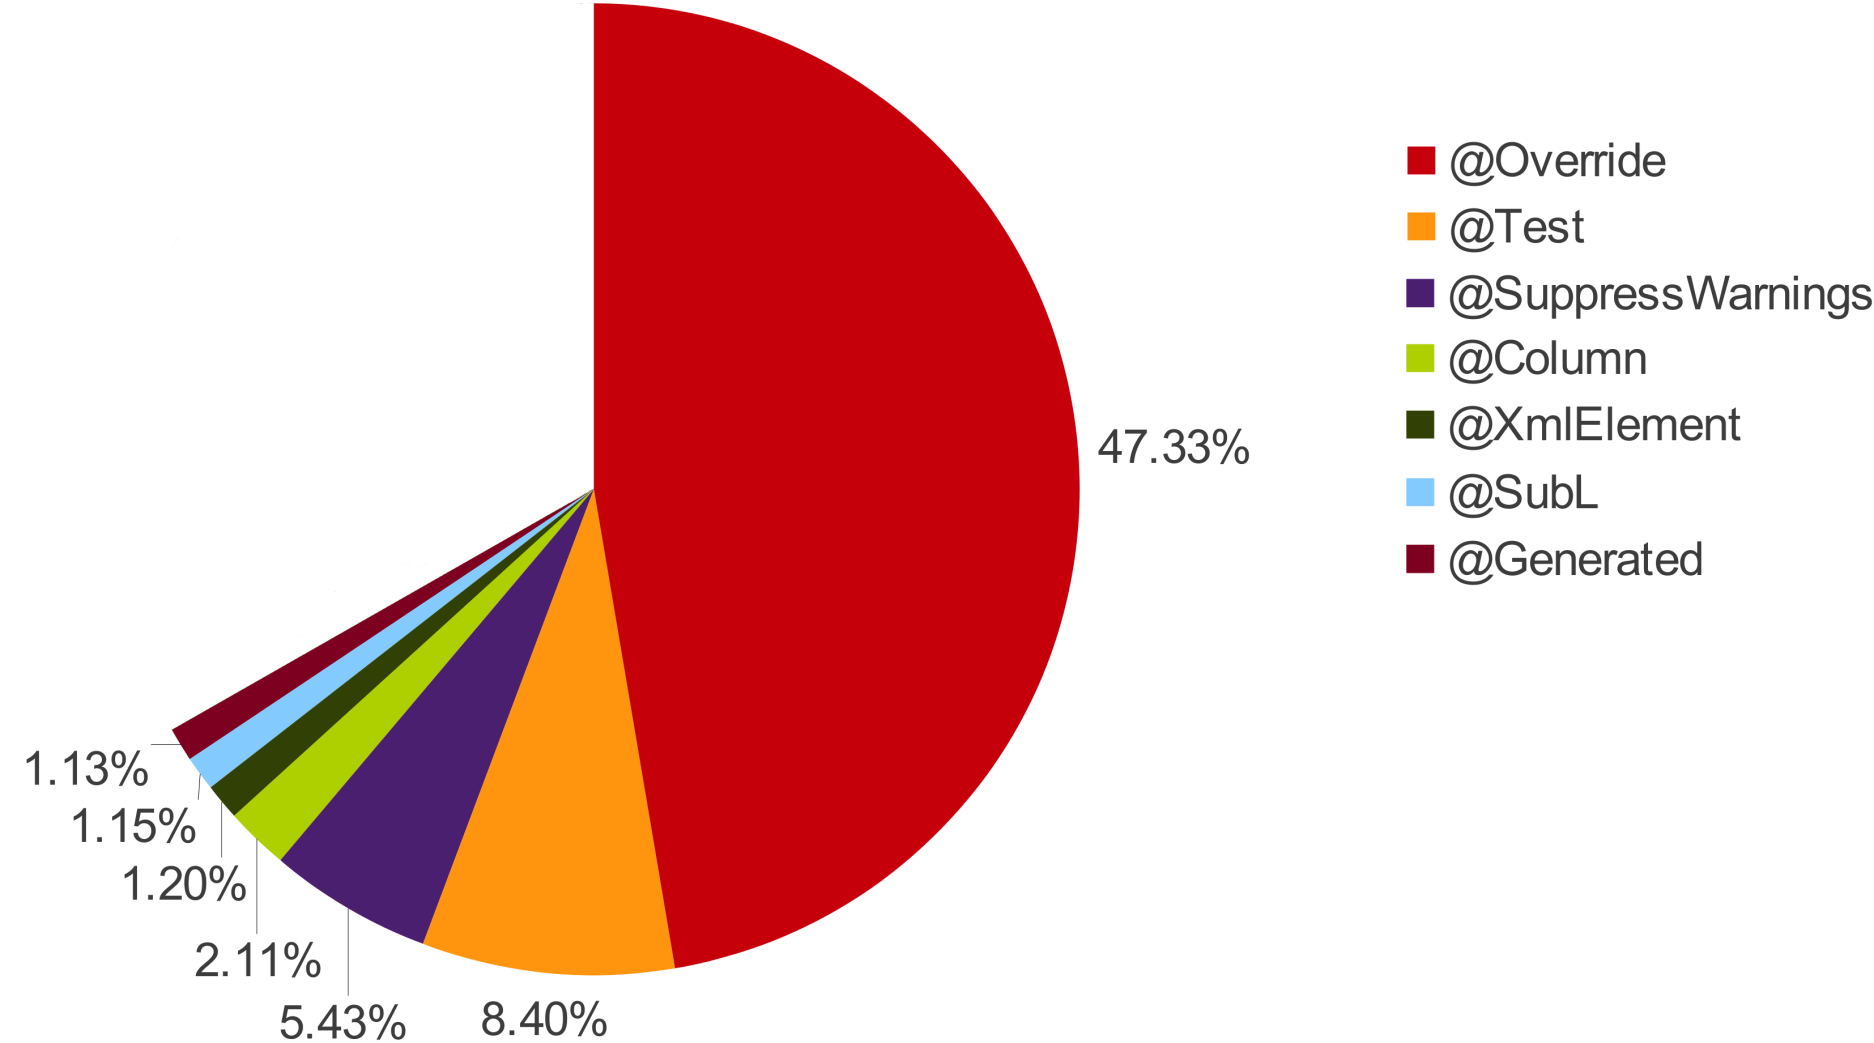 @Override
@Test
@SuppressWarnings
@Column
@XmlElement
@SubL
@Generated
47.33%
1.13%
1.15%
1.20%
2.11%
5.43%
8.40%